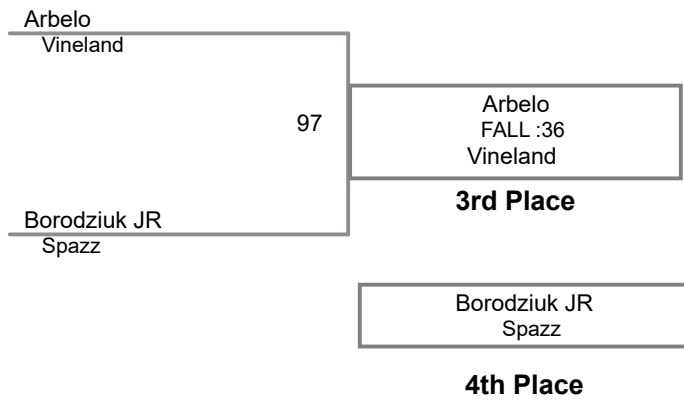 Arbelo
Vineland
97
Arbelo
FALL :36
Vineland
3rd Place
Borodziuk JR
Spazz
Borodziuk JR
Spazz
4th Place